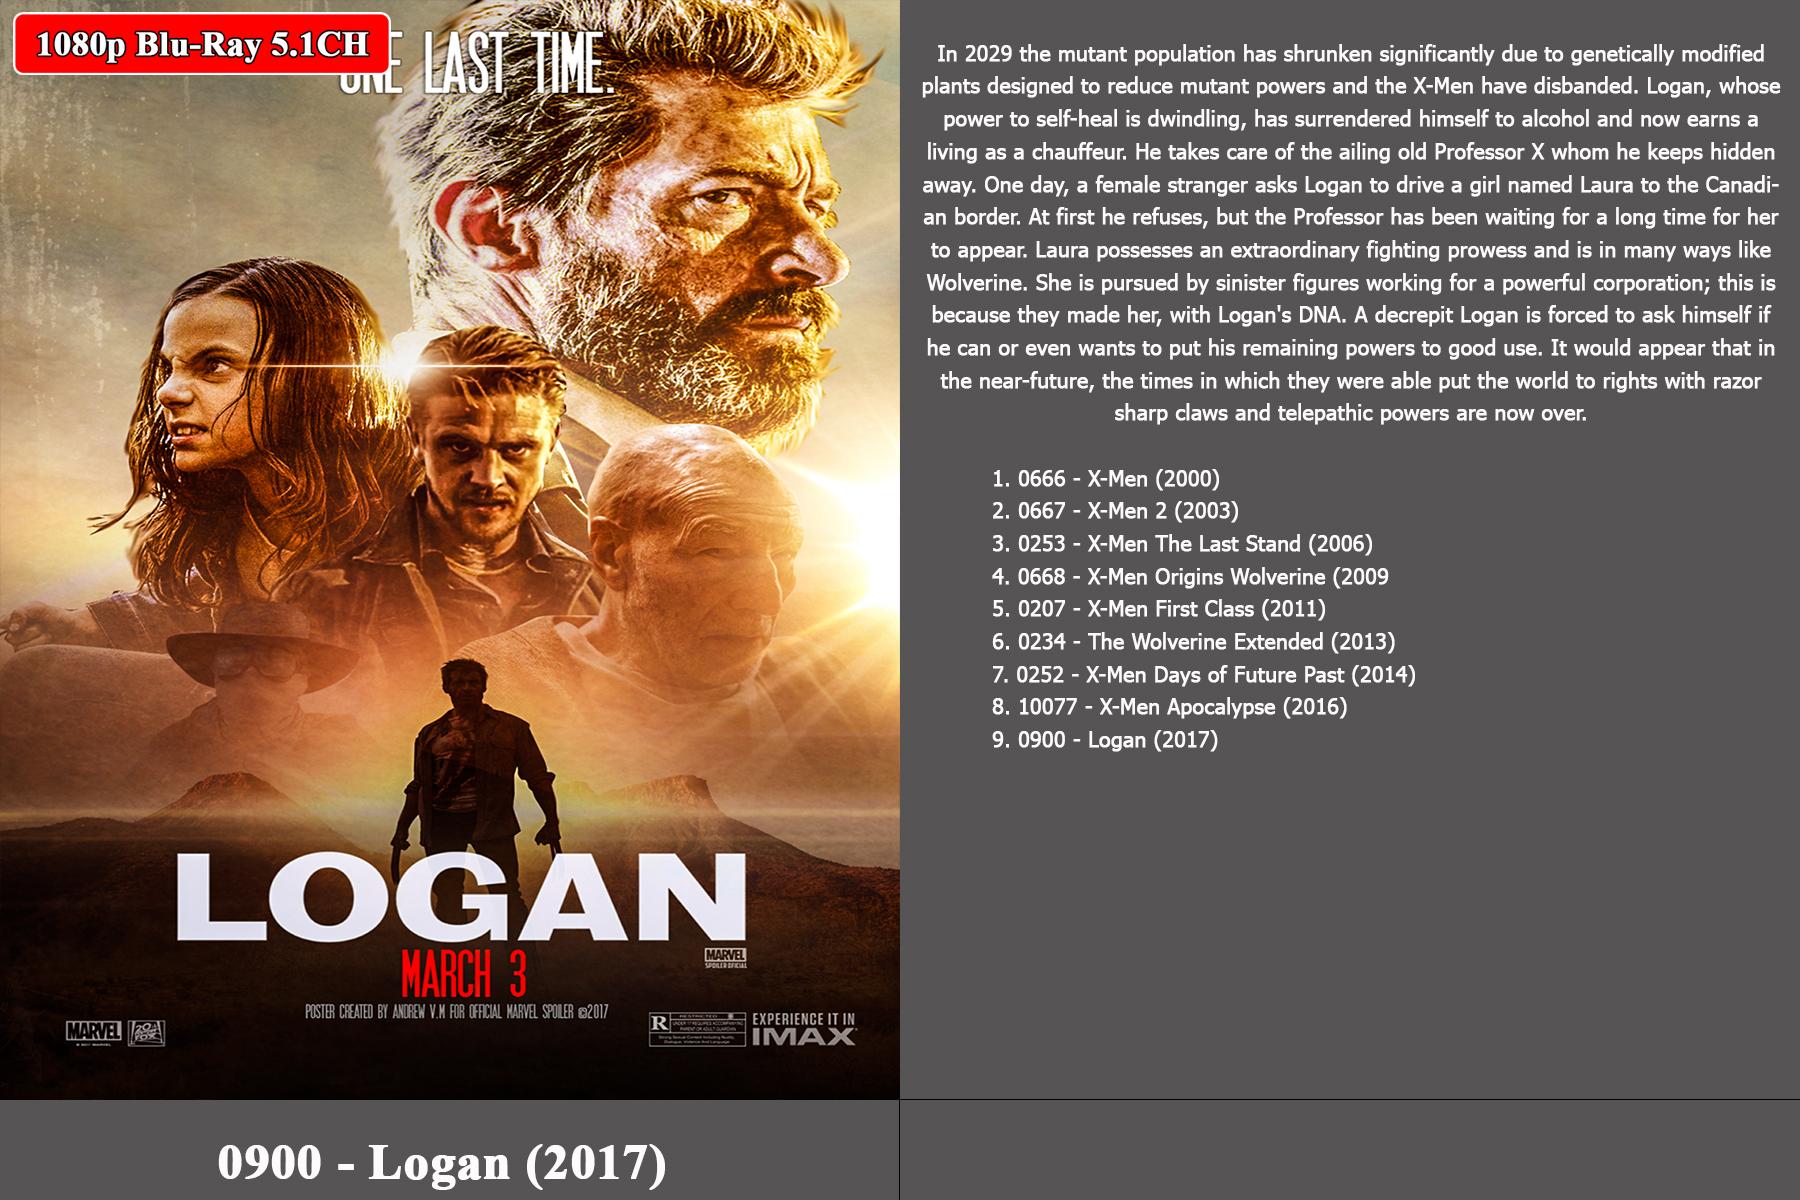 1080p Blu-Ray 5.1CH
ONE LAST TIME.
LOGAN
MARCH 3
MARVEL
SPOILER OFICIAL
POSTER CREATED BY ANDREW V.M FOR OFFICIAL MARVEL SPOILER ©2017
MARVEL
20th CENTURY FOX
R RESTRICTED
UNDER 17 REQUIRES ACCOMPANYING
PARENT OR ADULT GUARDIAN
EXPERIENCE IT IN
IMAX
0900 - Logan (2017)
In 2029 the mutant population has shrunken significantly due to genetically modified
plants designed to reduce mutant powers and the X-Men have disbanded. Logan, whose
power to self-heal is dwindling, has surrendered himself to alcohol and now earns a
living as a chauffeur. He takes care of the ailing old Professor X whom he keeps hidden
away. One day, a female stranger asks Logan to drive a girl named Laura to the Canadi-
an border. At first he refuses, but the Professor has been waiting for a long time for her
to appear. Laura possesses an extraordinary fighting prowess and is in many ways like
Wolverine. She is pursued by sinister figures working for a powerful corporation; this is
because they made her, with Logan's DNA. A decrepit Logan is forced to ask himself if
he can or even wants to put his remaining powers to good use. It would appear that in
the near-future, the times in which they were able put the world to rights with razor
sharp claws and telepathic powers are now over.
1. 0666 - X-Men (2000)
2. 0667 - X-Men 2 (2003)
3. 0253 - X-Men The Last Stand (2006)
4. 0668 - X-Men Origins Wolverine (2009
5. 0207 - X-Men First Class (2011)
6. 0234 - The Wolverine Extended (2013)
7. 0252 - X-Men Days of Future Past (2014)
8. 10077 - X-Men Apocalypse (2016)
9. 0900 - Logan (2017)